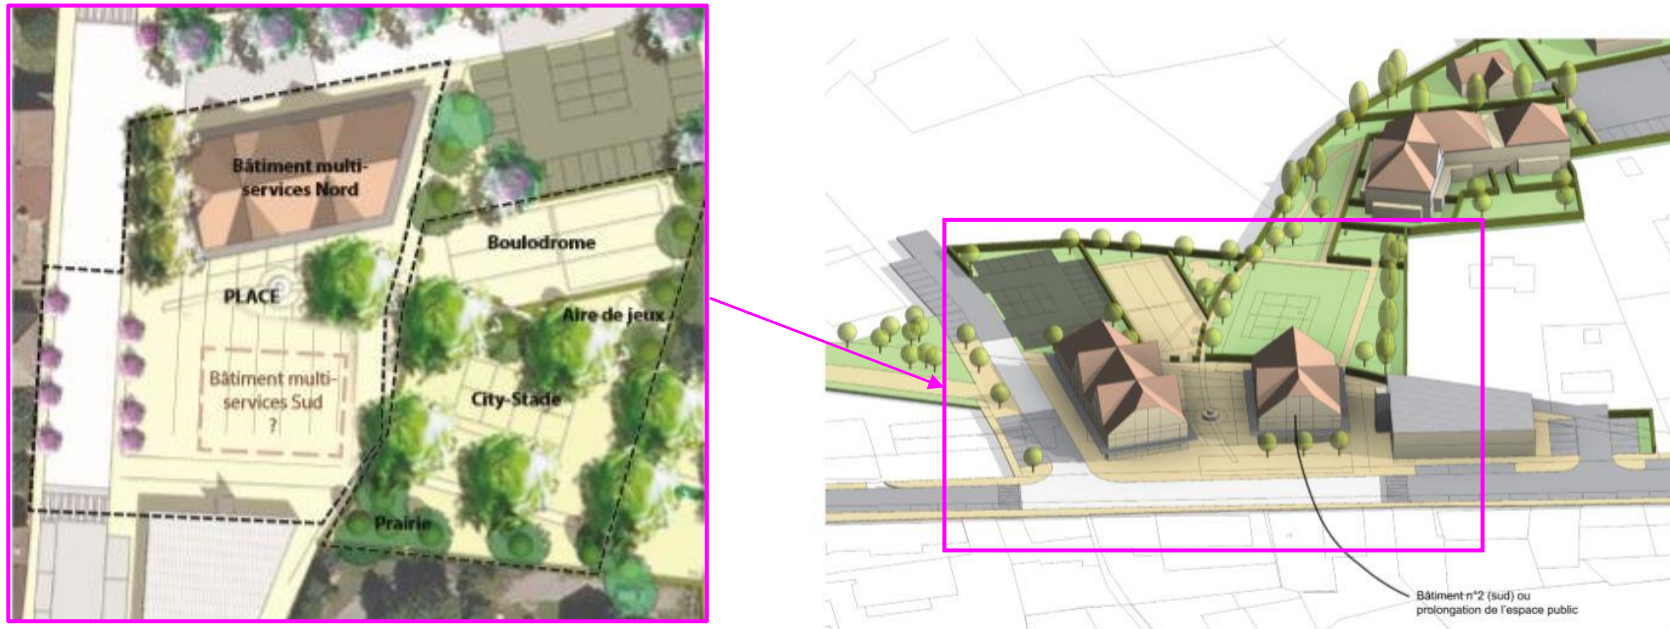 Bâtiment multi-
services Nord
Boulodrome
PLACE
Aire de jeux
Bâtiment multi-
services Sud
?
City-Stade
Prairie
Bâtiment n°2 (sud) ou
prolongation de l'espace public